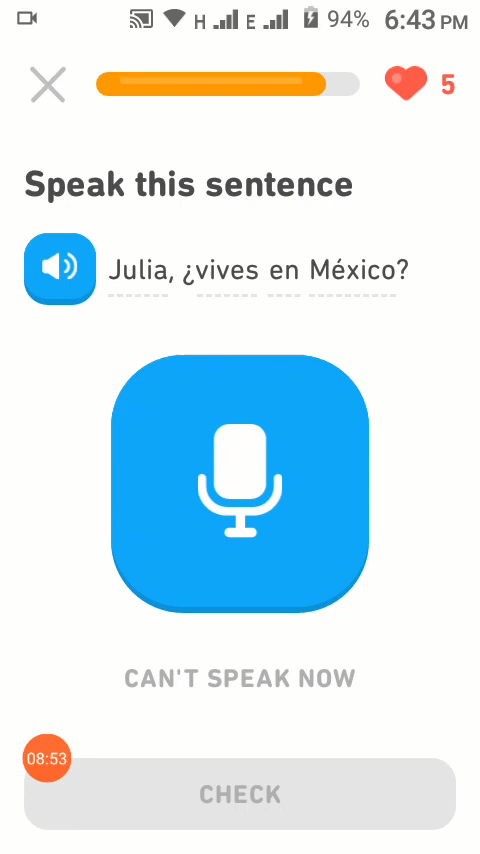 H E 94% 6:43 PM
5
Speak this sentence
Julia, ¿vives en México?
CAN'T SPEAK NOW
08:53
CHECK